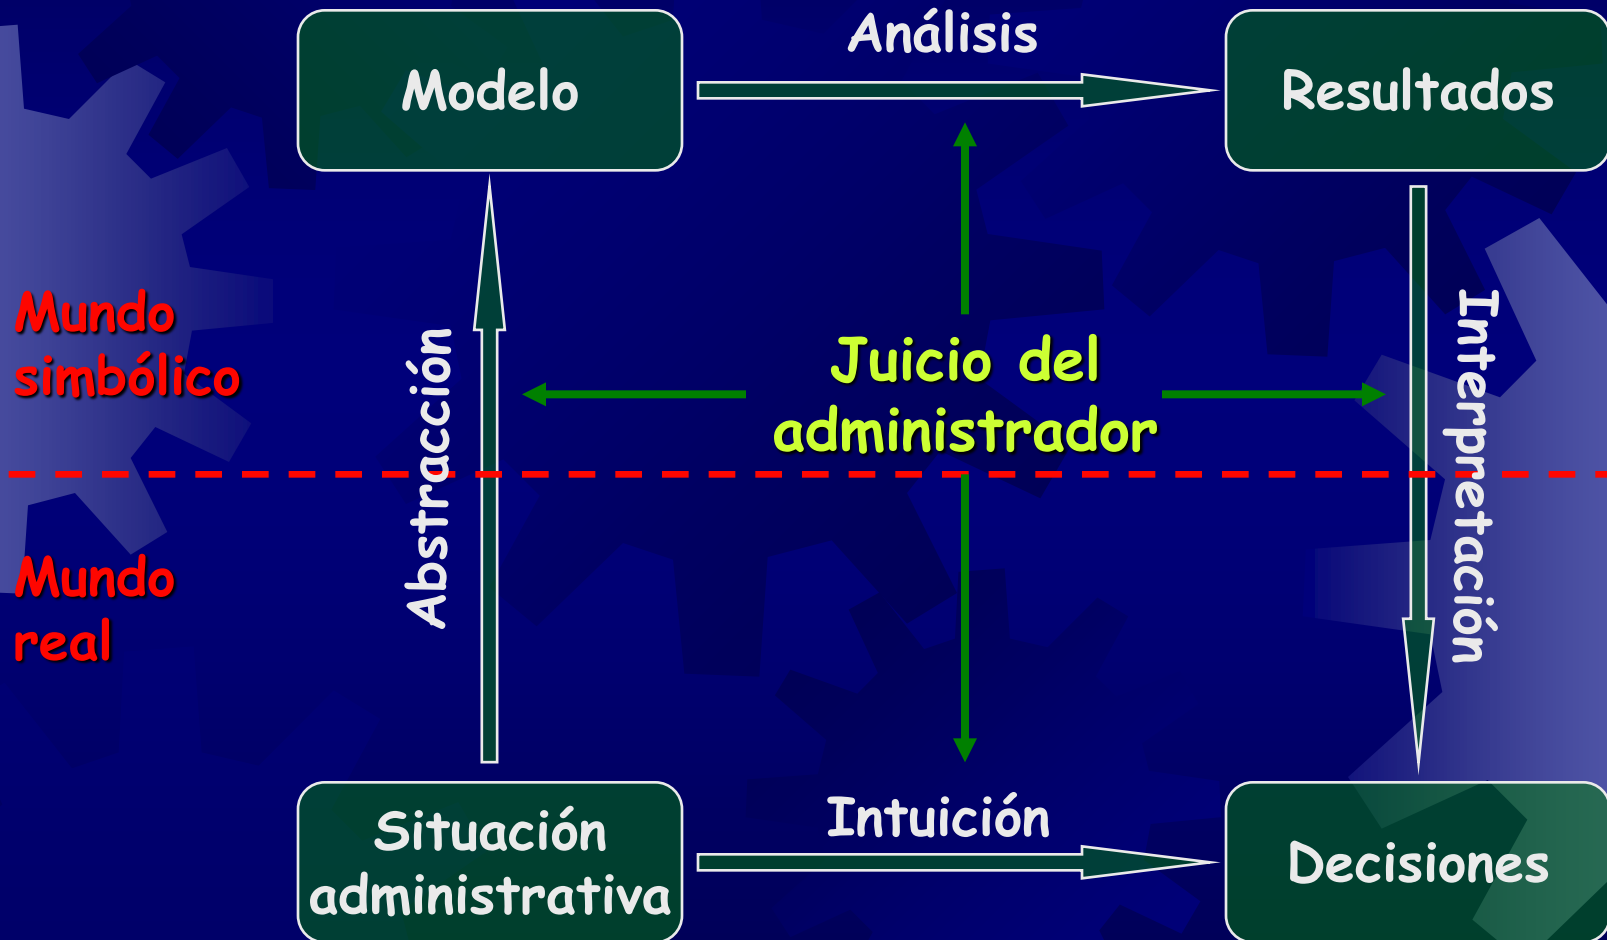 Análisis
Modelo
Resultados
Mundo
simbólico
Abstracción
Juicio del
administrador
Interpretación
Mundo
real
Situación
administrativa
Intuición
Decisiones